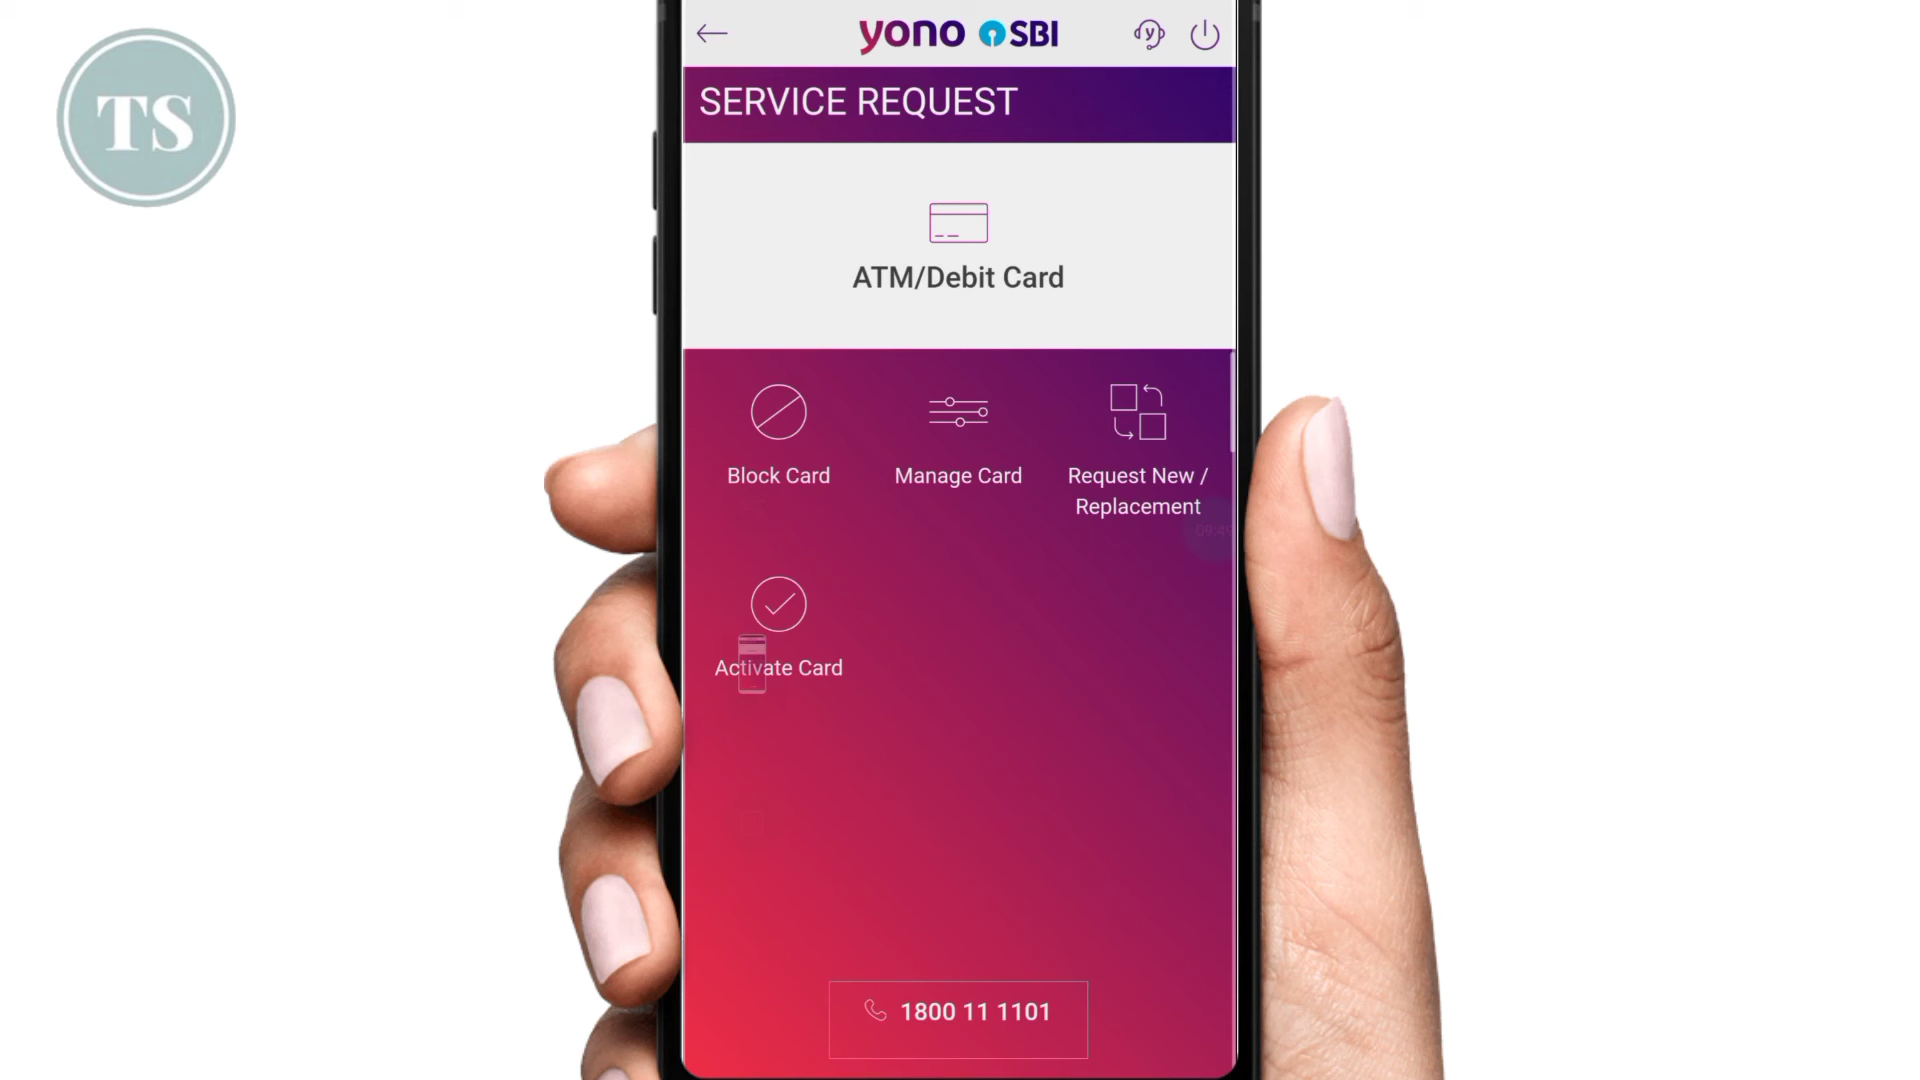 TS
yono SBI
SERVICE REQUEST
ATM/Debit Card
Block Card
Manage Card
Request New /
Replacement
Activate Card
1800 11 1101